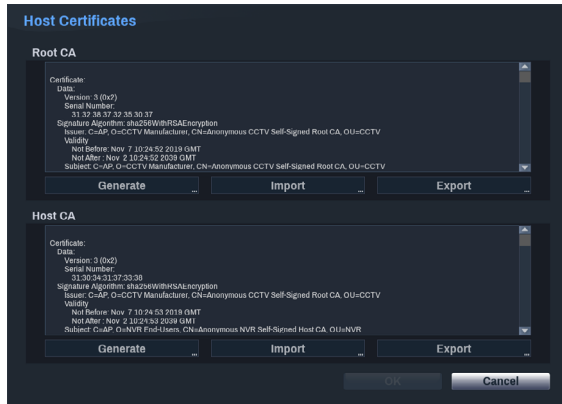 Host Certificates
Root CA
Certificate:
Data:
Version: 3 (0x2)
Serial Number:
31:32:38:37:32:35:30:37
Signature Algorithm: sha256WithRSAEncryption
Issuer: C=AP, O=CCTV Manufacturer, CN=Anonymous CCTV Self-Signed Root CA, OU=CCTV
Validity
Not Before: Nov 7 10:24:52 2019 GMT
Not After : Nov 2 10:24:52 2039 GMT
Subject: C=AP, O=CCTV Manufacturer, CN=Anonymous CCTV Self-Signed Root CA, OU=CCTV
Generate ... Import ... Export ...
Host CA
Certificate:
Data:
Version: 3 (0x2)
Serial Number:
31:30:34:31:37:33:38
Signature Algorithm: sha256WithRSAEncryption
Issuer: C=AP, O=CCTV Manufacturer, CN=Anonymous CCTV Self-Signed Root CA, OU=CCTV
Validity
Not Before: Nov 7 10:24:53 2019 GMT
Not After : Nov 2 10:24:53 2039 GMT
Subject: C=AP, O=NVR End-Users, CN=Anonymous NVR Self-Signed Host CA, OU=NVR
Generate ... Import ... Export ...
OK Cancel